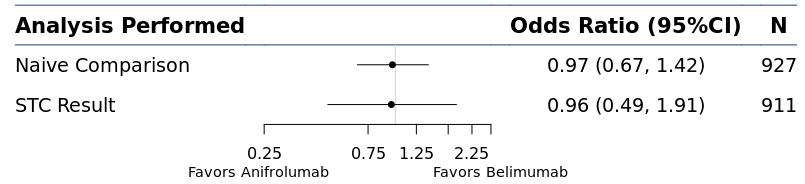 Analysis Performed Odds Ratio (95%CI) N
Naive Comparison 0.97 (0.67, 1.42) 927
STC Result 0.96 (0.49, 1.91) 911
0.25 0.75 1.25 2.25
Favors Anifrolumab Favors Belimumab